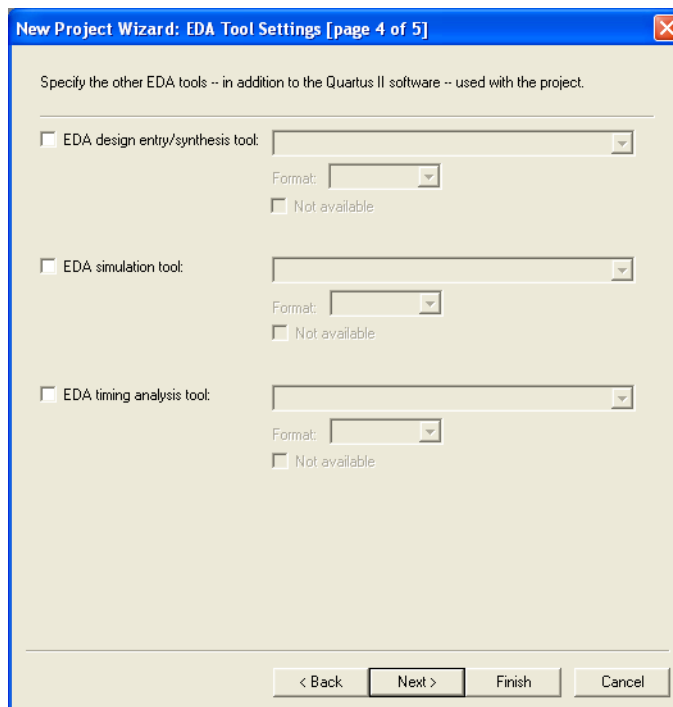 New Project Wizard: EDA Tool Settings [page 4 of 5]
Specify the other EDA tools -- in addition to the Quartus II software -- used with the project.
EDA design entry/synthesis tool:
Format:
Not available
EDA simulation tool:
Format:
Not available
EDA timing analysis tool:
Format:
Not available
< Back Next > Finish Cancel